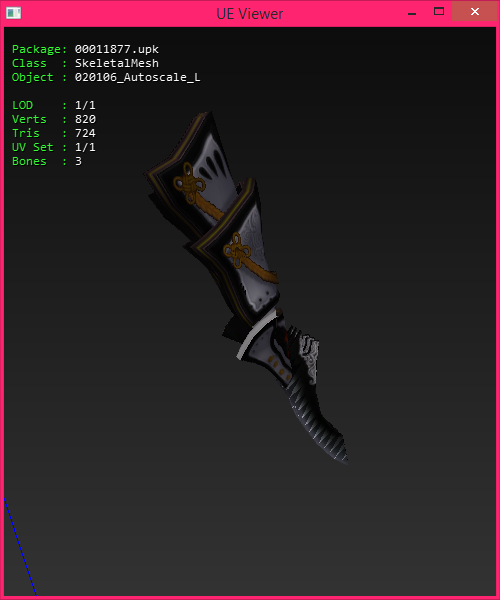 UE Viewer
Package: 00011877.upk
Class : SkeletalMesh
Object : 020106_Autoscale_L
LOD : 1/1
Verts : 820
Tris : 724
UV Set : 1/1
Bones : 3